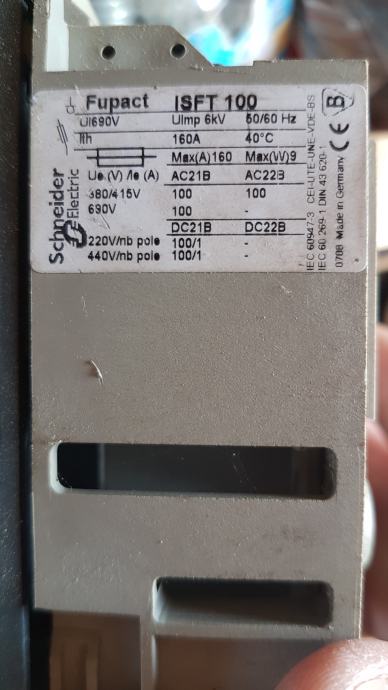 Fupact ISFT 100
Ui690V UImp 6kV 50/60 Hz
Ith 160A 40°C
Max(A)160 Max(W)9
Ue (V) /Ie (A) AC21B AC22B
380/415V 100 100
690V 100 -
DC21B DC22B
220V/nb pole 100/1 -
440V/nb pole 100/1 -
Schneider
Electric
IEC 60947-3 CEI-UTE-UNE-VDE-BS
IEC 60 269-1 DIN 43 620-1
0708 Made in Germany CE
B